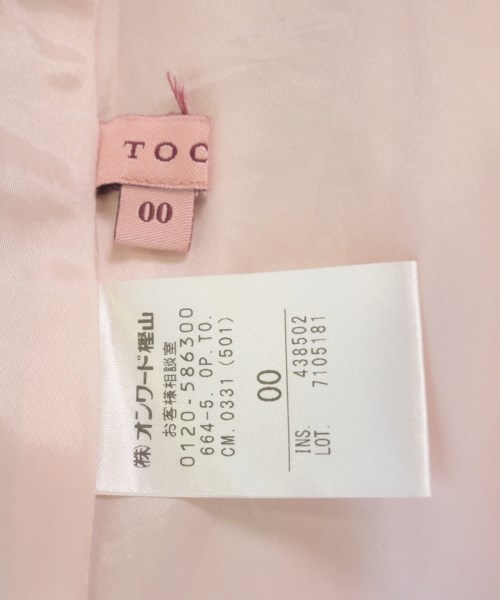 TOC
00
(株)オンワード樫山
お客様相談室
0120-586300
664-5. OP.TO.
CM. 0331 (501)
00
INS. 438502
LOT. 7105181